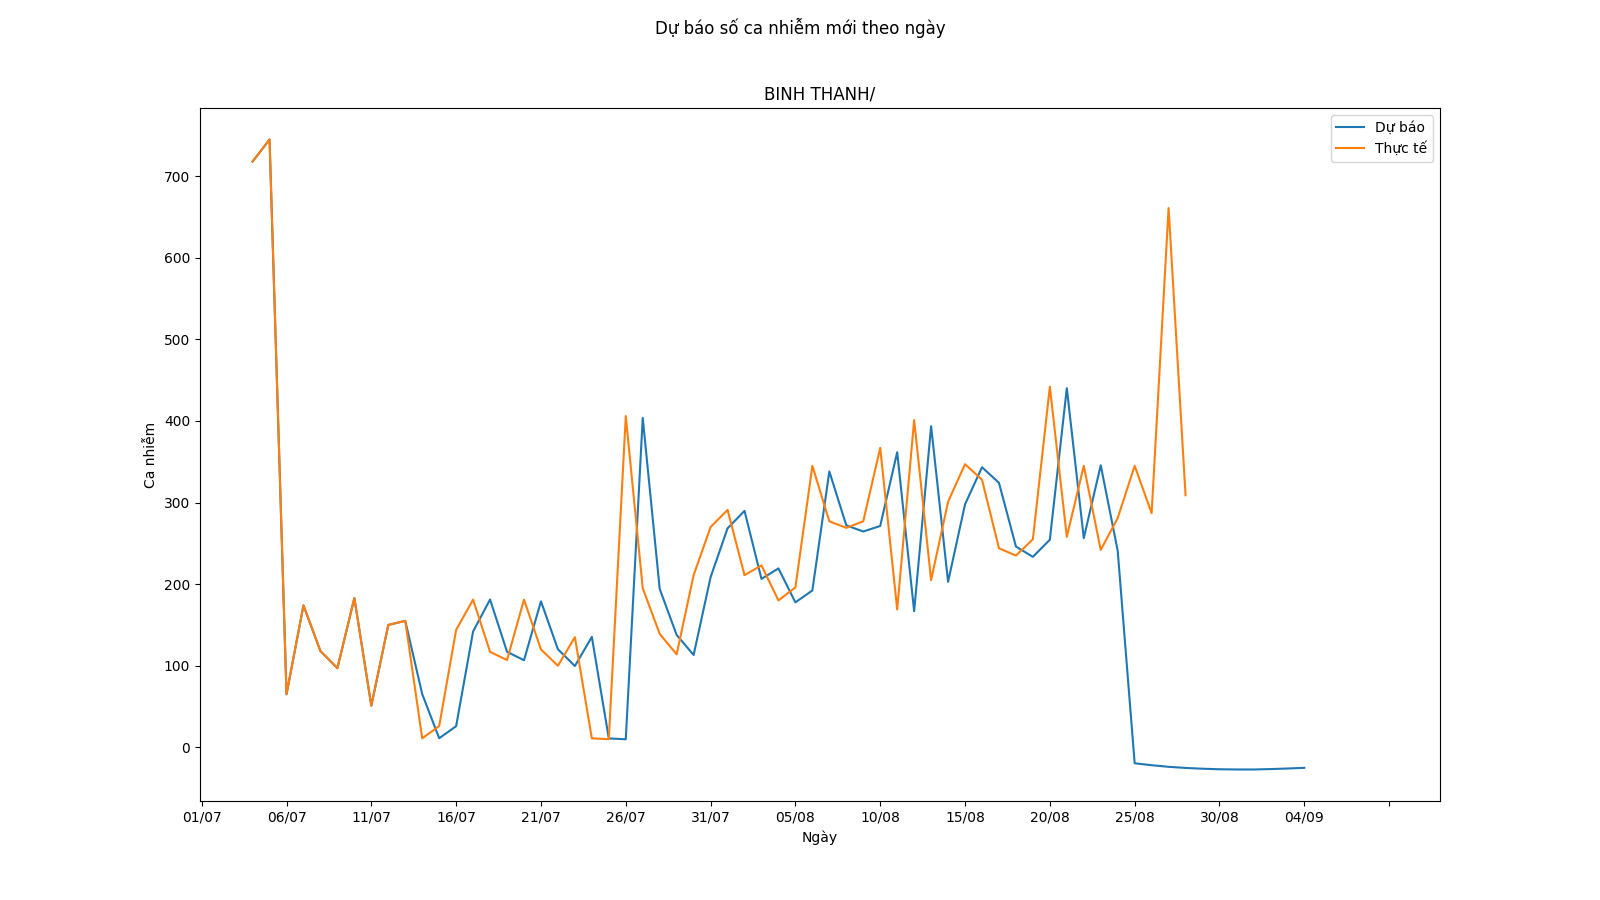 Dự báo số ca nhiễm mới theo ngày
BINH THANH/
Dự báo
Thực tế
700
600
500
400
300
200
100
0
Ca nhiễm
01/07 06/07 11/07 16/07 21/07 26/07 31/07 05/08 10/08 15/08 20/08 25/08 30/08 04/09
Ngày